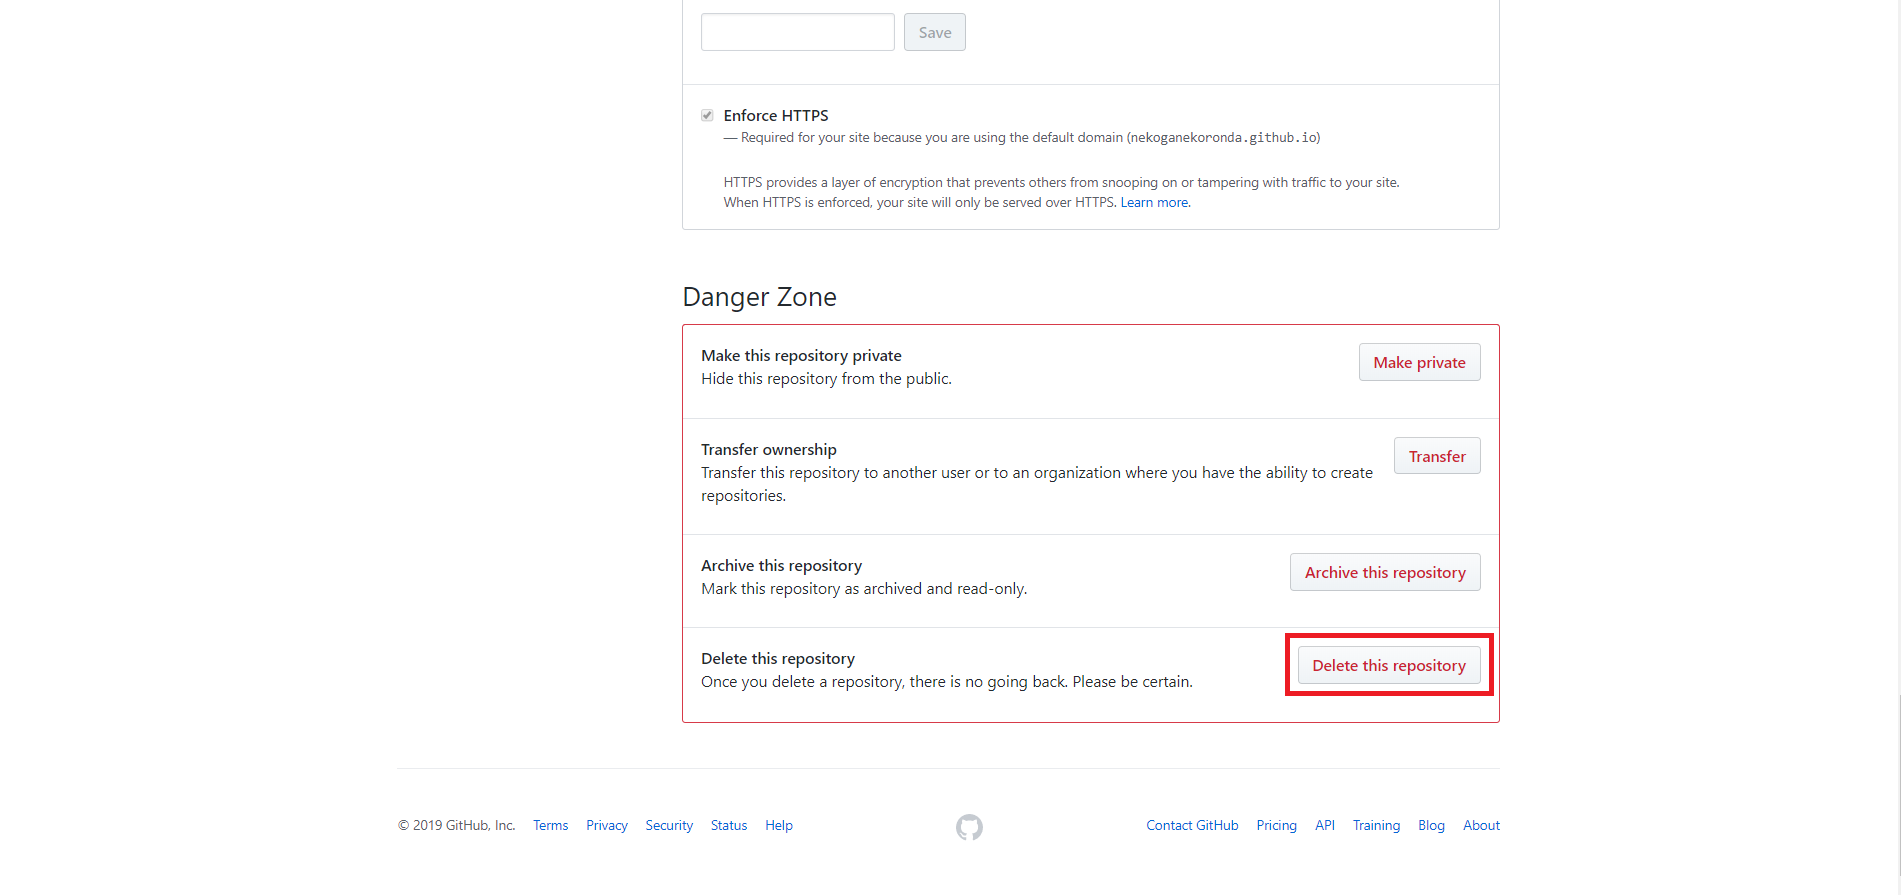 Save
Enforce HTTPS
— Required for your site because you are using the default domain (nekoganekoronda.github.io)
HTTPS provides a layer of encryption that prevents others from snooping on or tampering with traffic to your site.
When HTTPS is enforced, your site will only be served over HTTPS. Learn more.
Danger Zone
Make this repository private
Hide this repository from the public.
Make private
Transfer ownership
Transfer this repository to another user or to an organization where you have the ability to create
repositories.
Transfer
Archive this repository
Mark this repository as archived and read-only.
Archive this repository
Delete this repository
Once you delete a repository, there is no going back. Please be certain.
Delete this repository
© 2019 GitHub, Inc. Terms Privacy Security Status Help Contact GitHub Pricing API Training Blog About